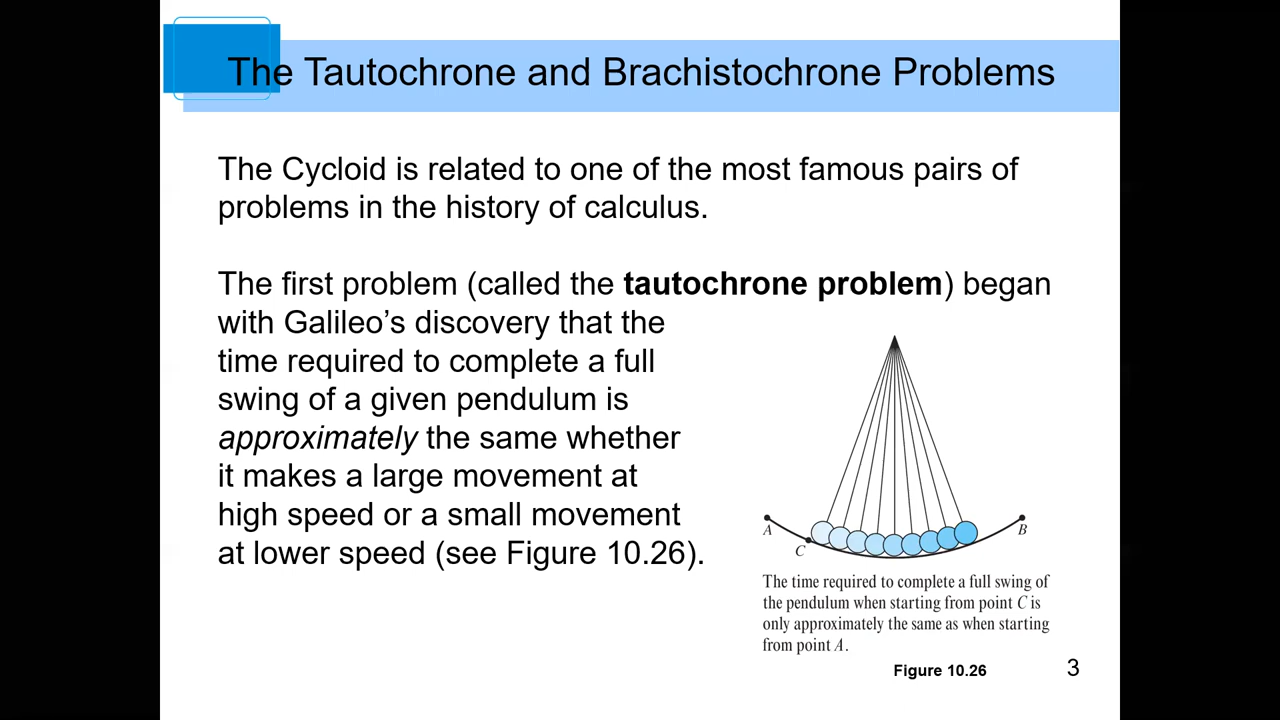 The Tautochrone and Brachistochrone Problems
The Cycloid is related to one of the most famous pairs of
problems in the history of calculus.
The first problem (called the tautochrone problem) began
with Galileo’s discovery that the
time required to complete a full
swing of a given pendulum is
approximately the same whether
it makes a large movement at
high speed or a small movement
at lower speed (see Figure 10.26).
A
C
B
The time required to complete a full swing of
the pendulum when starting from point C is
only approximately the same as when starting
from point A.
Figure 10.26
3